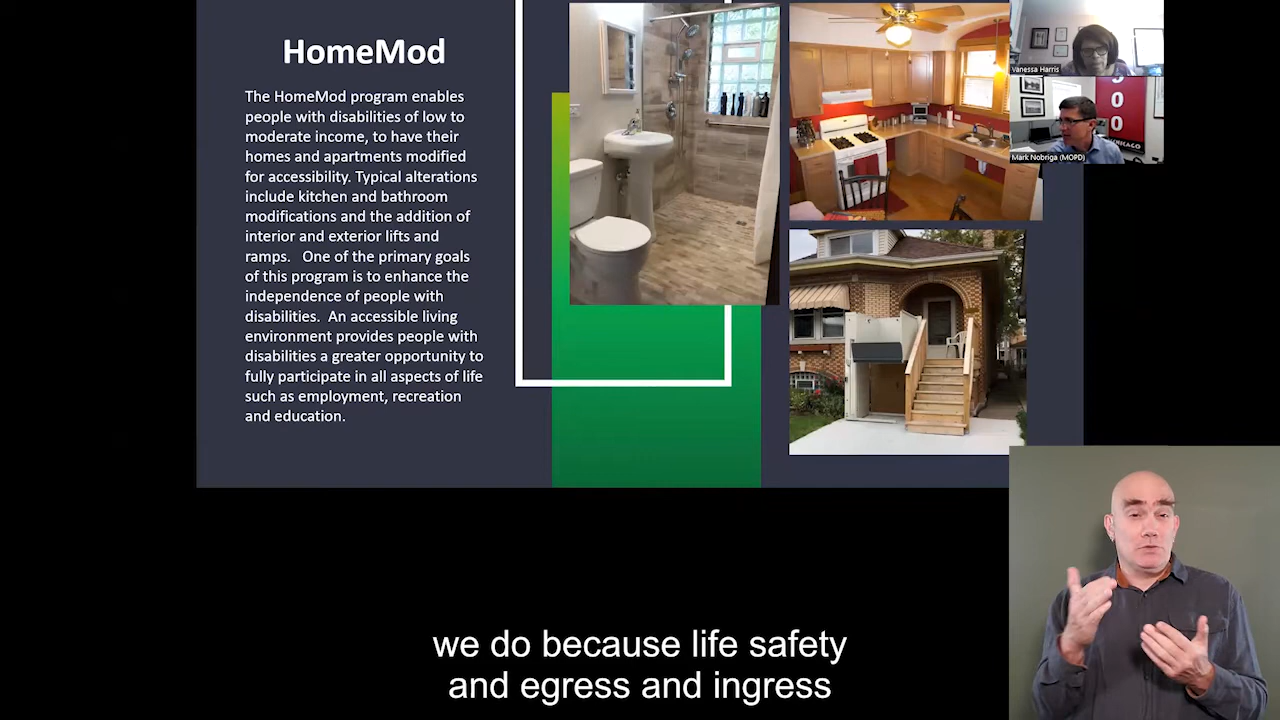 HomeMod
The HomeMod program enables
people with disabilities of low to
moderate income, to have their
homes and apartments modified
for accessibility. Typical alterations
include kitchen and bathroom
modifications and the addition of
interior and exterior lifts and
ramps. One of the primary goals
of this program is to enhance the
independence of people with
disabilities. An accessible living
environment provides people with
disabilities a greater opportunity to
fully participate in all aspects of life
such as employment, recreation
and education.
Vanessa Harris
Mark Nobriga (MOPD)
we do because life safety
and egress and ingress